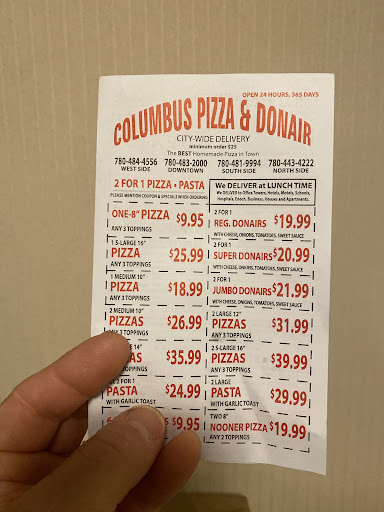 OPEN 24 HOURS, 365 DAYS
COLUMBUS PIZZA & DONAIR
CITY-WIDE DELIVERY
minimum order $25
The BEST Homemade Pizza in Town
780-484-4556 780-483-2000 780-481-9994 780-443-4222
WEST SIDE DOWNTOWN SOUTH SIDE NORTH SIDE
2 FOR 1 PIZZA • PASTA
PLEASE MENTION COUPON & SPECIALS WHEN ORDERING
We DELIVER at LUNCH TIME
We DELIVER to Office Towers, Hotels, Motels, Schools,
Hospitals, Enoch, Business, Houses and Apartments.
ONE-8" PIZZA $9.95
ANY 3 TOPPINGS
2 FOR 1
REG. DONAIRS $19.99
WITH CHEESE, ONIONS, TOMATOES, SWEET SAUCE
1 S-LARGE 16"
PIZZA $25.99
ANY 3 TOPPINGS
2 FOR 1
SUPER DONAIRS $20.99
WITH CHEESE, ONIONS, TOMATOES, SWEET SAUCE
1 MEDIUM 10"
PIZZA $18.99
ANY 3 TOPPINGS
2 FOR 1
JUMBO DONAIRS $21.99
WITH CHEESE, ONIONS, TOMATOES, SWEET SAUCE
2 MEDIUM 10"
PIZZAS $26.99
ANY 3 TOPPINGS
2 LARGE 12"
PIZZAS $31.99
ANY 3 TOPPINGS
14"
AS $35.99
TOPPINGS
2 S-LARGE 16"
PIZZAS $39.99
ANY 3 TOPPINGS
2 FOR 1
PASTA $24.99
WITH GARLIC TOAST
2 LARGE
PASTA $29.99
WITH GARLIC TOAST
S $9.95
TWO 8"
NOONER PIZZA $19.99
ANY 2 TOPPINGS